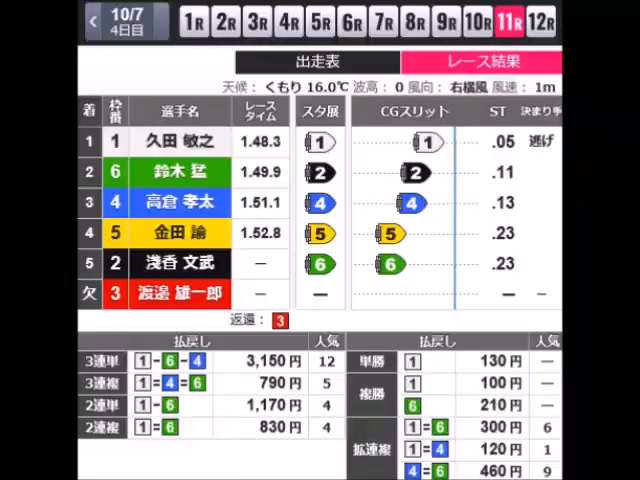 10/7
4日目
1R 2R 3R 4R 5R 6R 7R 8R 9R 10R 11R 12R
出走表 レース結果
天候： くもり 16.0℃ 波高： 0 風向： 右横風 風速： 1m
着 枠番 選手名 レースタイム スタ展 CGスリット ST 決まり手
1 1 久田 敏之 1.48.3 1 1 .05 逃げ
2 6 鈴木 猛 1.49.9 2 2 .11
3 4 高倉 孝太 1.51.1 4 4 .13
4 5 金田 諭 1.52.8 5 5 .23
5 2 浅香 文武 — 6 6 .23
欠 3 渡邊 雄一郎 — — — —
返還： 3
払戻し 人気 払戻し 人気
3連単 1-6-4 3,150円 12 単勝 1 130円 —
3連複 1=4=6 790円 5 複勝 1 100円 —
2連単 1-6 1,170円 4 6 210円 —
2連複 1=6 830円 4 拡連複 1=6 300円 6
1=4 120円 1
4=6 460円 9